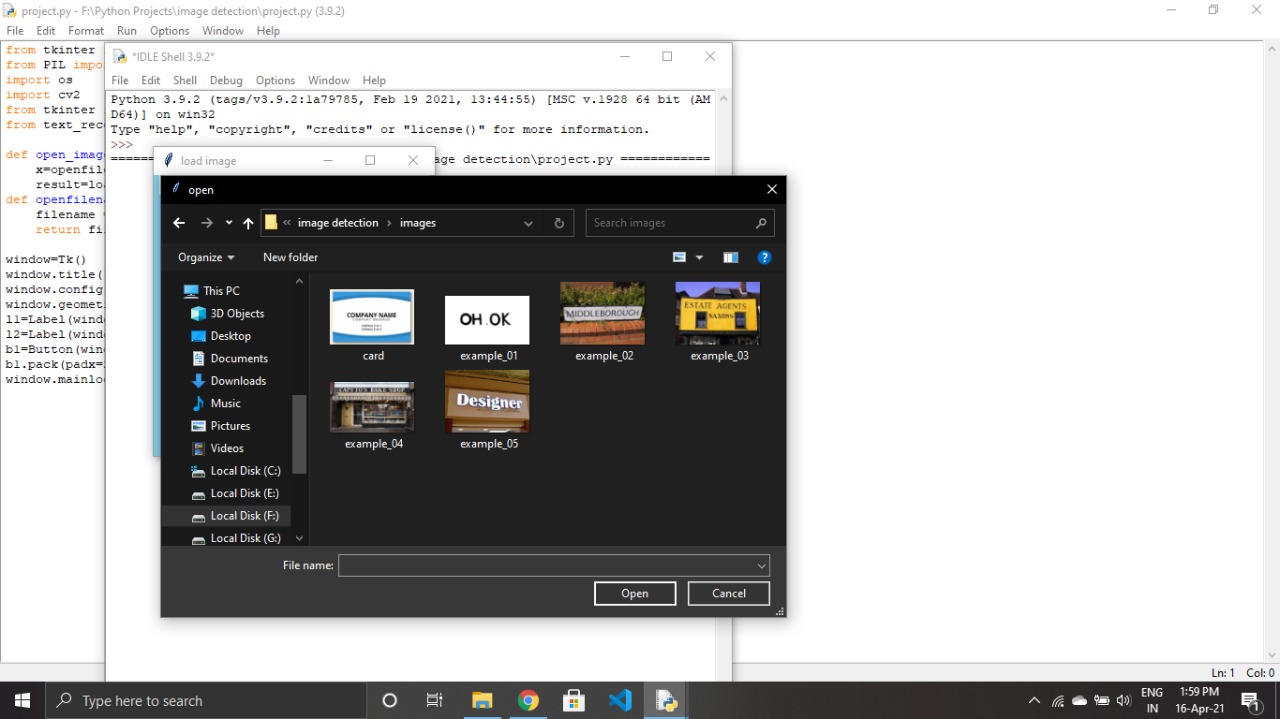 project.py - F:\Python Projects\image detection\project.py (3.9.2)
File Edit Format Run Options Window Help
from tkinter
from PIL impo
import os
import cv2
from tkinter
from text_rec
def open_imag
x=openfil
result=lo
def openfilen
filename
return fi
window=Tk()
window.title(
window.config
window.geomet
l1=Label(wind
l2=Label(wind
b1=Button(win
b1.pack(padx=
window.mainlo
*IDLE Shell 3.9.2*
File Edit Shell Debug Options Window Help
Python 3.9.2 (tags/v3.9.2:1a79785, Feb 19 2021, 13:44:55) [MSC v.1928 64 bit (AM
D64)] on win32
Type "help", "copyright", "credits" or "license()" for more information.
>>>
age detection\project.py ============
load image
open
« image detection › images
Search images
Organize New folder
This PC
3D Objects
Desktop
Documents
Downloads
Music
Pictures
Videos
Local Disk (C:)
Local Disk (E:)
Local Disk (F:)
Local Disk (G:)
COMPANY NAME
OH.OK
MIDDLEBOROUGH
ESTATE AGENTS
SAXONS
card example_01 example_02 example_03
BIKE SHOP
Designer
example_04 example_05
File name:
Open Cancel
Ln: 1 Col: 0
Type here to search
ENG
IN
1:59 PM
16-Apr-21
1